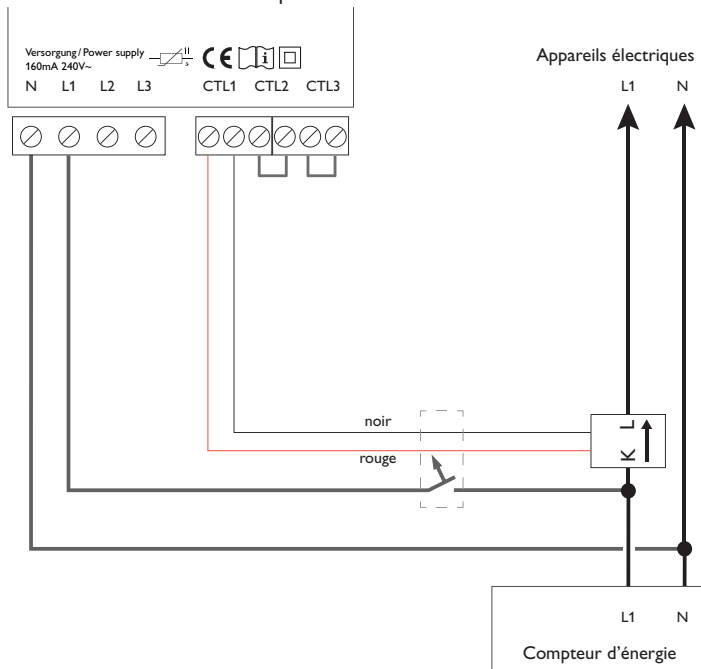 Versorgung/Power supply
160mA 240V~
N L1 L2 L3 CTL1 CTL2 CTL3
Appareils électriques
L1 N
noir
rouge
K L
L1 N
Compteur d'énergie